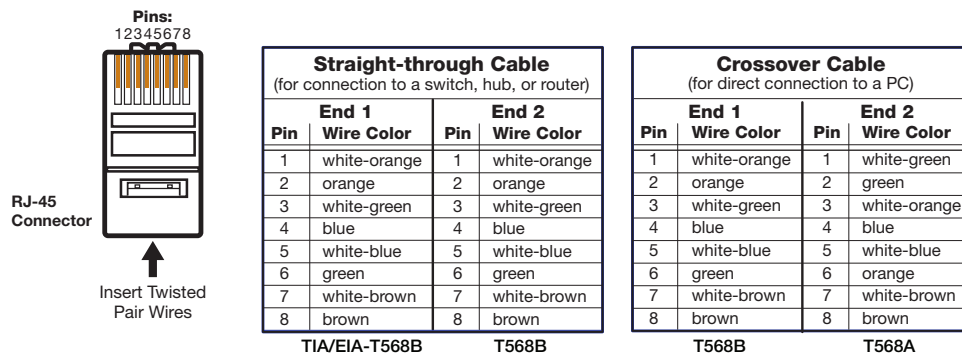 Pins:
12345678
RJ-45
Connector
Insert Twisted
Pair Wires
Straight-through Cable
(for connection to a switch, hub, or router)
End 1 End 2
Pin Wire Color Pin Wire Color
1 white-orange 1 white-orange
2 orange 2 orange
3 white-green 3 white-green
4 blue 4 blue
5 white-blue 5 white-blue
6 green 6 green
7 white-brown 7 white-brown
8 brown 8 brown
TIA/EIA-T568B T568B
Crossover Cable
(for direct connection to a PC)
End 1 End 2
Pin Wire Color Pin Wire Color
1 white-orange 1 white-green
2 orange 2 green
3 white-green 3 white-orange
4 blue 4 blue
5 white-blue 5 white-blue
6 green 6 orange
7 white-brown 7 white-brown
8 brown 8 brown
T568B T568A